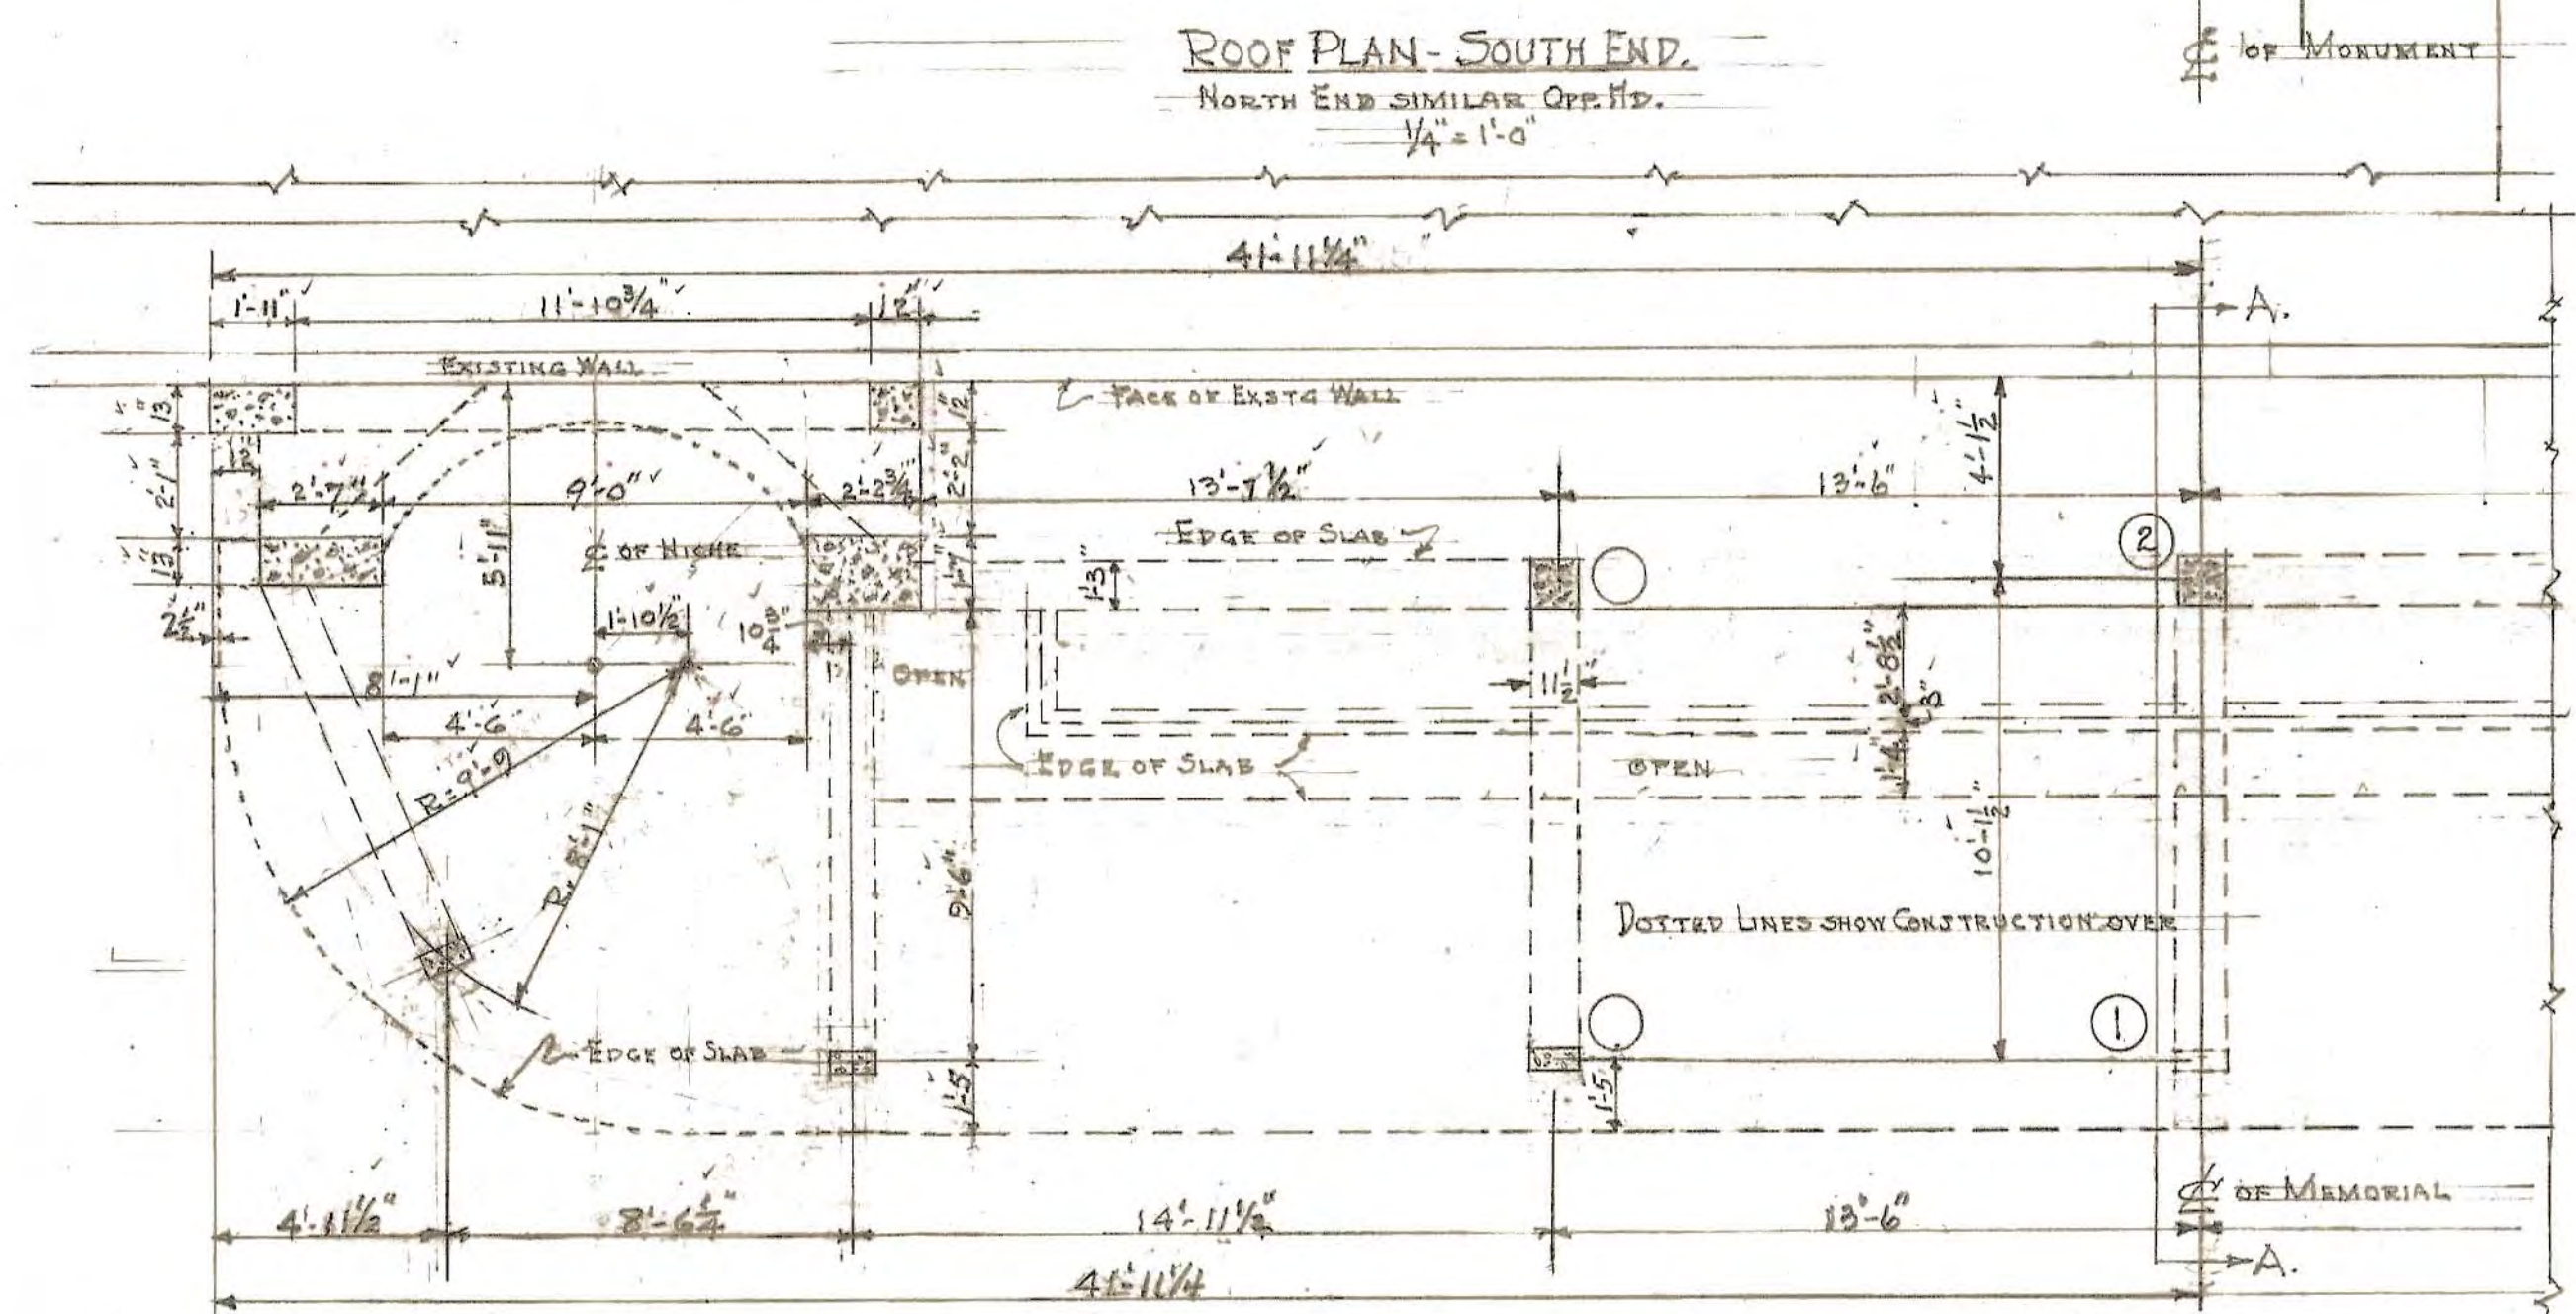 ROOF PLAN - SOUTH END.
NORTH END SIMILAR OPP. HD.
1/4" = 1'-0"
℄ OF MONUMENT
41'-11 1/4"
1'-11"
11'-10 3/4"
12"
A.
EXISTING WALL
FACE OF EXSTG WALL
13"
12"
4'-1 1/2"
2'-1"
12"
2'-7"
9'-0"
2'-2 3/4"
2'-2"
13'-7 1/2"
13'-6"
EDGE OF SLAB
2
13"
5'-11"
℄ OF NICHE
1'-7"
1'-3"
2 1/2"
1'-10 1/2"
10 3/4"
OPEN
8'-1"
11 1/2"
2'-8 1/2"
3"
4'-6
4'-6
R=9'-9
EDGE OF SLAB
OPEN
1'-4"
R. 8'-1"
9'-6"
10'-1 1/2"
DOTTED LINES SHOW CONSTRUCTION OVER
1
EDGE OF SLAB
1'-5
1'-5
℄ OF MEMORIAL
4'-11 1/2"
8'-6 1/4"
14'-11 1/2"
13'-6"
A.
41'-11 1/4